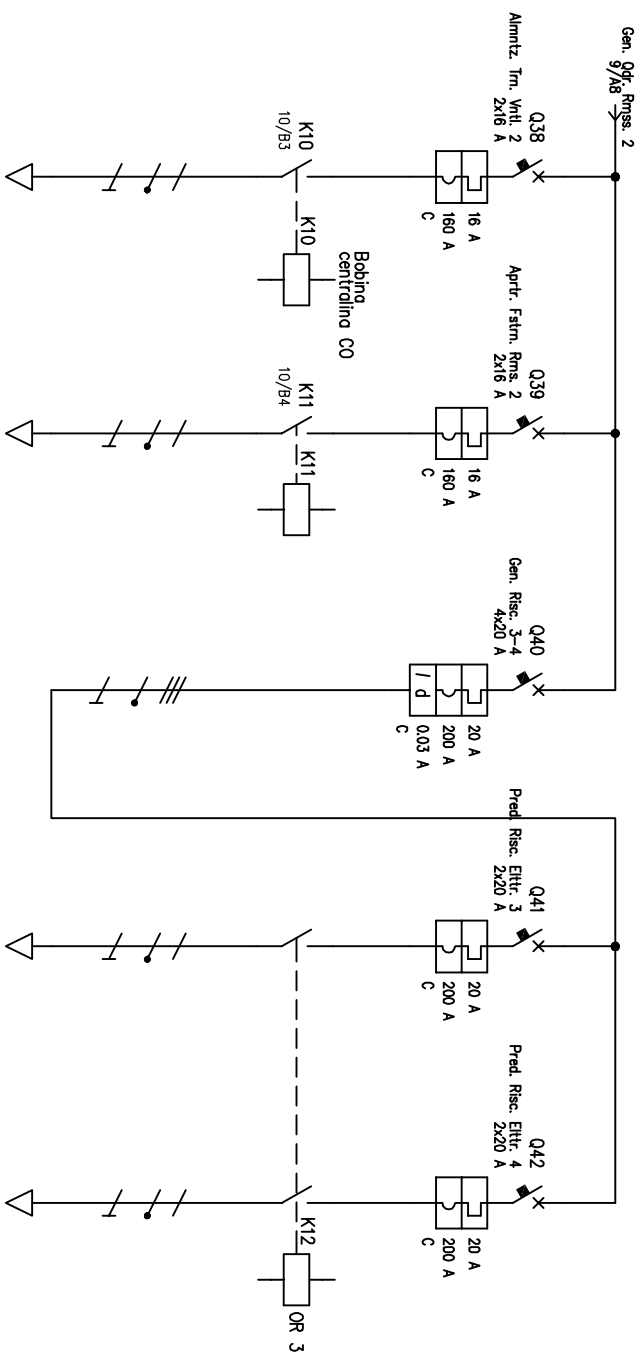 Gen. Qdr. Rmss. 2
9/A8
Q38
Almntz. Trn. Vntl. 2
2x16 A
16 A
160 A
C
K10
10/B3
K10
Bobina
centralina CO
Q39
Aprtr. Fstrn. Rms. 2
2x16 A
16 A
160 A
C
K11
10/B4
K11
Q40
Gen. Risc. 3-4
4x20 A
20 A
200 A
I d
0.03 A
C
Q41
Pred. Risc. Elttr. 3
2x20 A
20 A
200 A
C
Q42
Pred. Risc. Elttr. 4
2x20 A
20 A
200 A
C
K12
OR 3